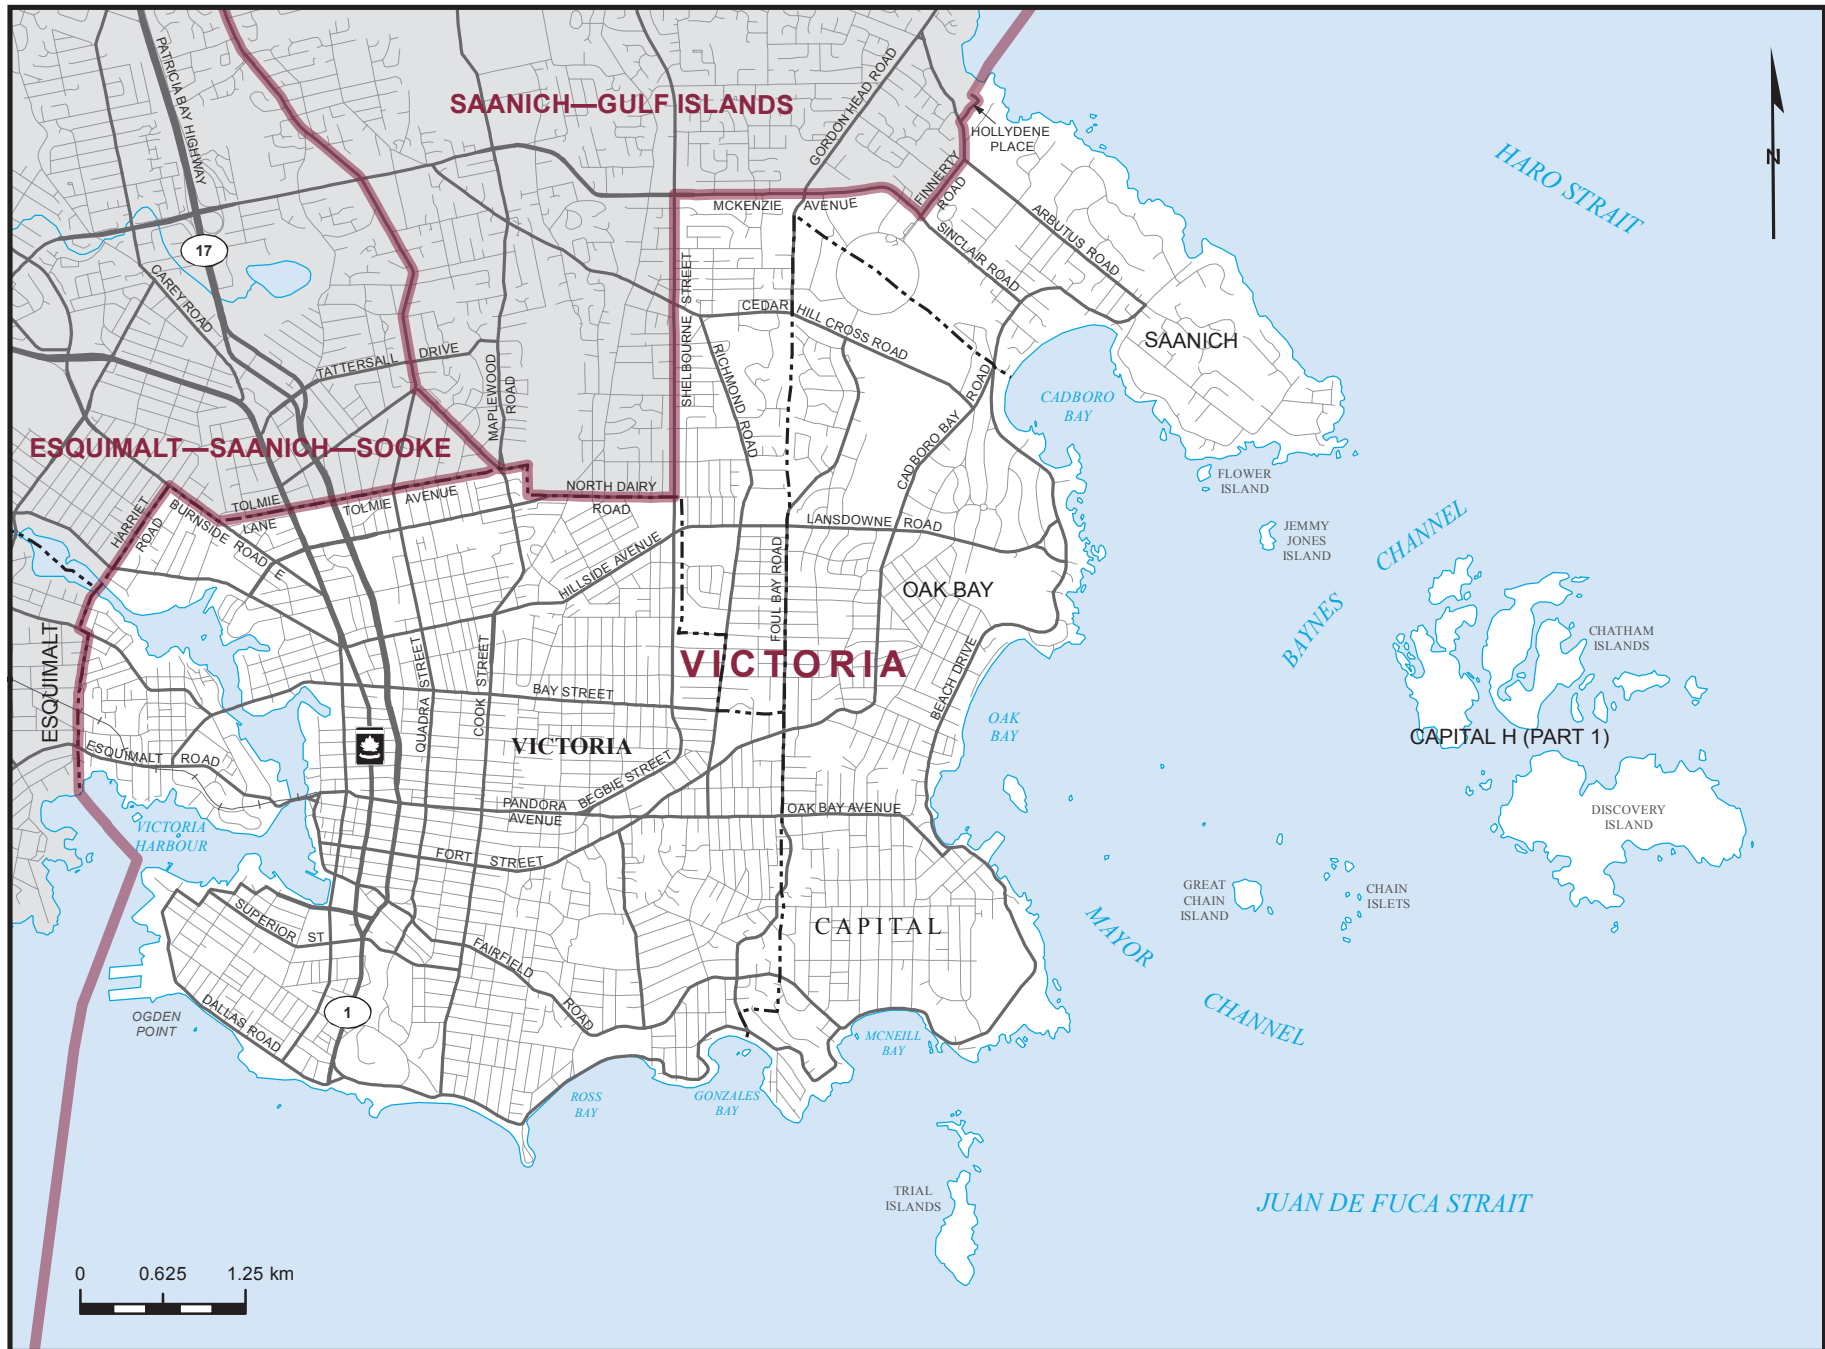 PATRICIA BAY HIGHWAY
SAANICH—GULF ISLANDS
GORDON HEAD ROAD
HOLLYDENE
PLACE
HARO STRAIT
N
FINNERTY
ROAD
MCKENZIE AVENUE
ARBUTUS ROAD
SINCLAIR ROAD
17
CAREY ROAD
SHELBOURNE STREET
CEDAR HILL CROSS ROAD
SAANICH
TATTERSALL DRIVE
MAPLEWOOD
ROAD
RICHMOND ROAD
CADBORO BAY ROAD
CADBORO
BAY
ESQUIMALT—SAANICH—SOOKE
FLOWER
ISLAND
NORTH DAIRY
ROAD
TOLMIE
LANE
TOLMIE AVENUE
HARRIET
ROAD
BURNSIDE ROAD E
LANSDOWNE ROAD
JEMMY
JONES
ISLAND
BAYNES CHANNEL
HILLSIDE AVENUE
FOUL BAY ROAD
OAK BAY
CHATHAM
ISLANDS
ESQUIMALT
QUADRA STREET
COOK STREET
VICTORIA
BEACH DRIVE
BAY STREET
OAK
BAY
VICTORIA
CAPITAL H (PART 1)
ESQUIMALT ROAD
BEGBIE STREET
PANDORA
AVENUE
OAK BAY AVENUE
DISCOVERY
ISLAND
VICTORIA
HARBOUR
FORT STREET
GREAT
CHAIN
ISLAND
CHAIN
ISLETS
SUPERIOR ST
CAPITAL
MAYOR CHANNEL
FAIRFIELD ROAD
DALLAS ROAD
OGDEN
POINT
1
MCNEILL
BAY
ROSS
BAY
GONZALES
BAY
TRIAL
ISLANDS
JUAN DE FUCA STRAIT
0 0.625 1.25 km